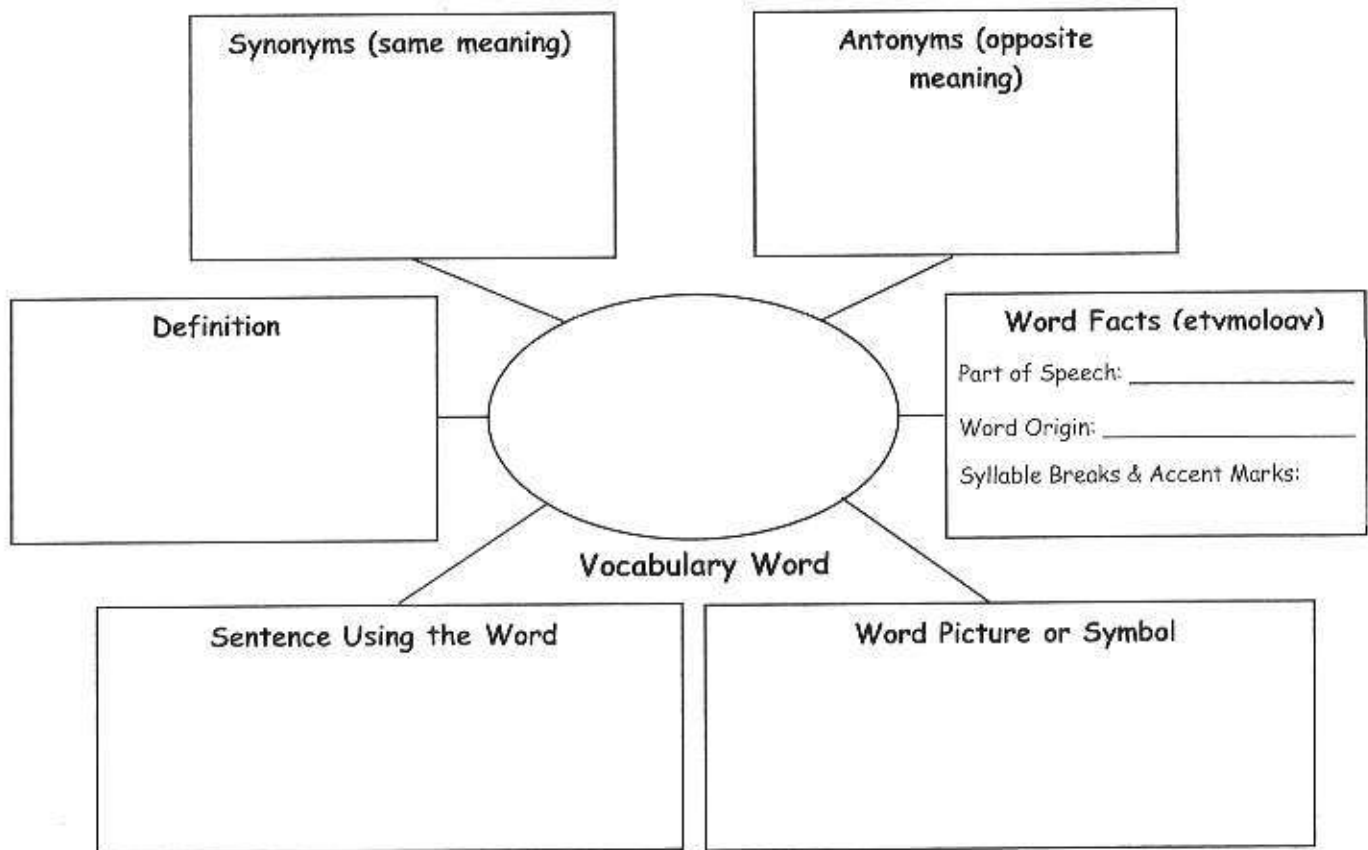 Synonyms (same meaning)
Antonyms (opposite
meaning)
Definition
Word Facts (etymology)
Part of Speech:
Word Origin:
Syllable Breaks & Accent Marks:
Vocabulary Word
Sentence Using the Word
Word Picture or Symbol